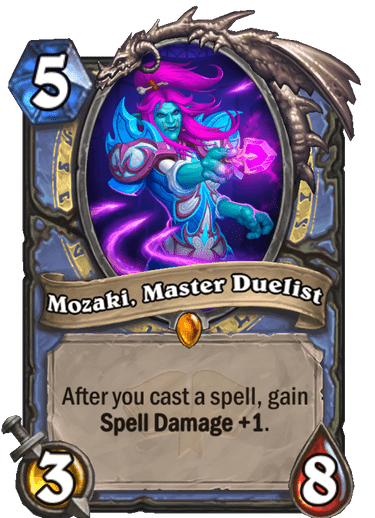 5
Mozaki, Master Duelist
After you cast a spell, gain
Spell Damage +1.
3
8